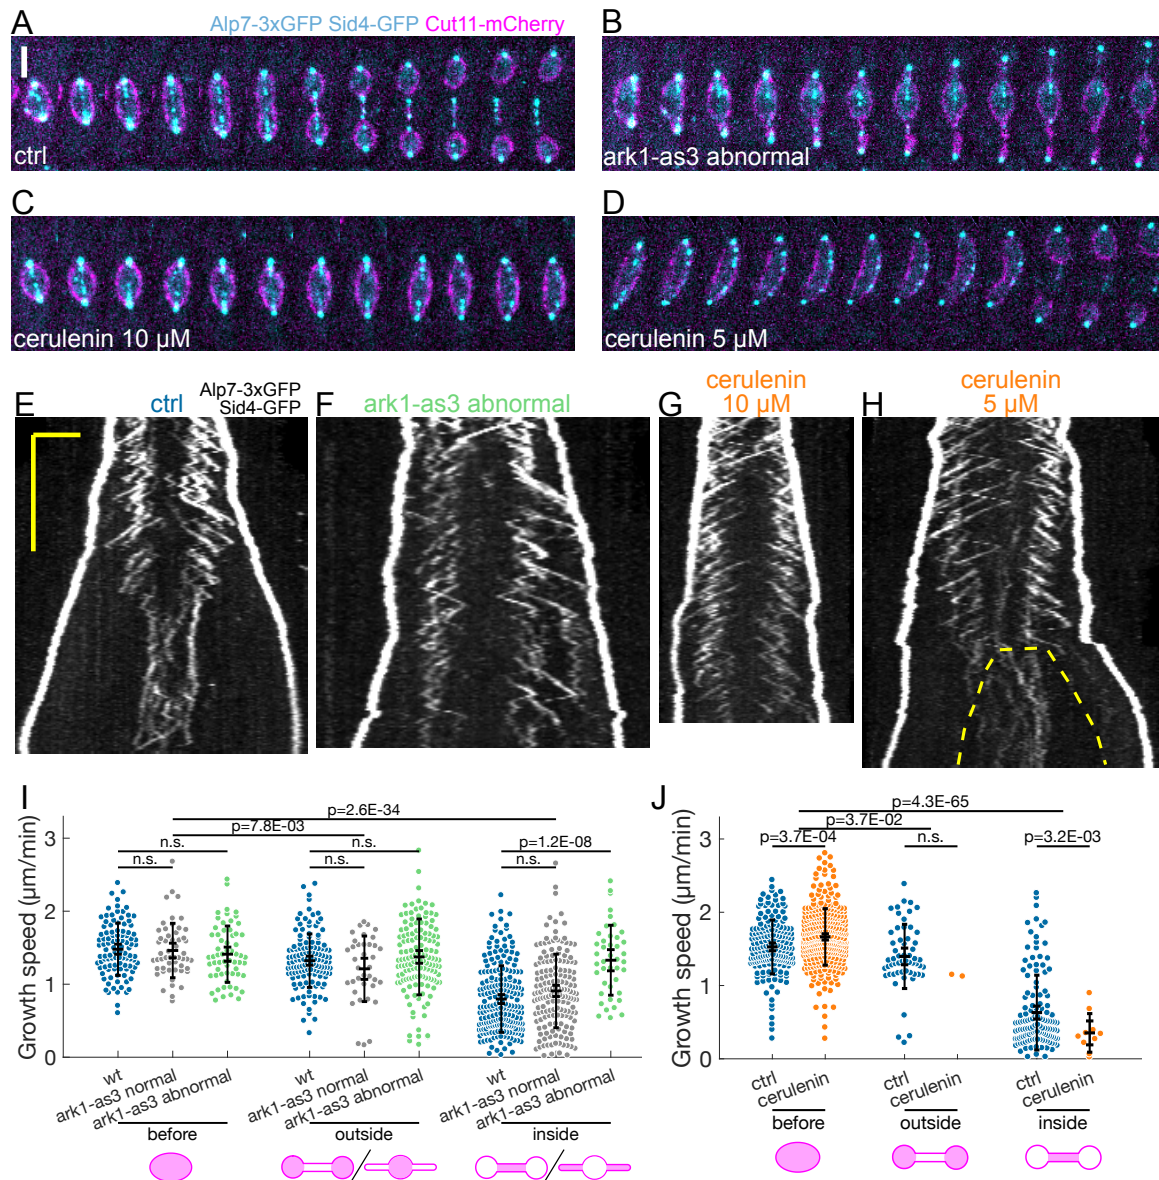 A
Alp7-3xGFP Sid4-GFP Cut11-mCherry
ctrl
B
ark1-as3 abnormal
C
cerulenin 10 µM
D
cerulenin 5 µM
E
ctrl
Alp7-3xGFP
Sid4-GFP
F
ark1-as3 abnormal
G
cerulenin
10 µM
H
cerulenin
5 µM
I
p=2.6E-34
p=7.8E-03
n.s.
n.s.
p=1.2E-08
n.s.
n.s.
n.s.
Growth speed (µm/min)
3
2
1
0
wt
ark1-as3 normal
ark1-as3 abnormal
wt
ark1-as3 normal
ark1-as3 abnormal
wt
ark1-as3 normal
ark1-as3 abnormal
before
outside
inside
J
p=4.3E-65
p=3.7E-02
p=3.7E-04
n.s.
p=3.2E-03
Growth speed (µm/min)
3
2
1
0
ctrl
cerulenin
ctrl
cerulenin
ctrl
cerulenin
before
outside
inside